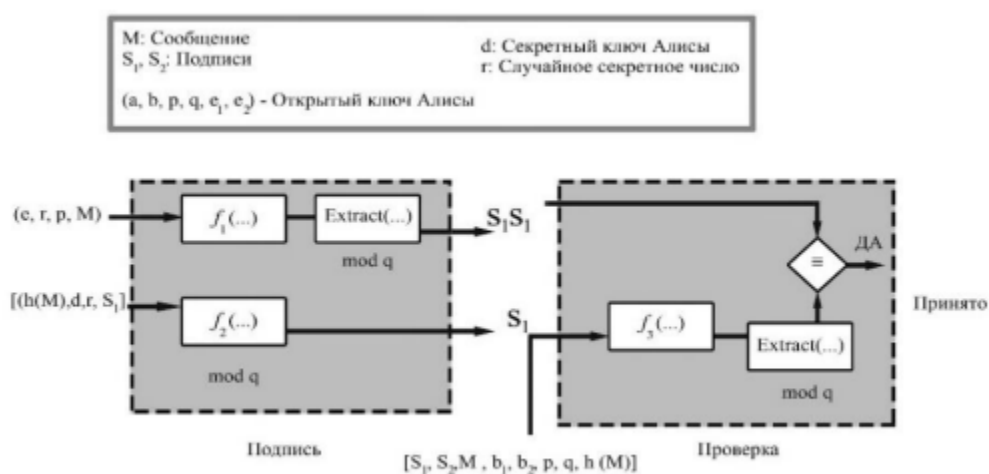 M: Сообщение
S₁, S₂: Подписи
d: Секретный ключ Алисы
r: Случайное секретное число
(a, b, p, q, e₁, e₂) - Открытый ключ Алисы
(e, r, p, M)
f₁(...)
Extract(...)
mod q
S₁S₁
ДА
≡
[(h(M),d,r, S₁]
f₂(...)
mod q
S₁
f₃(...)
Extract(...)
mod q
Принято
Подпись
Проверка
[S₁, S₂,M , b₁, b₂, p, q, h (M)]